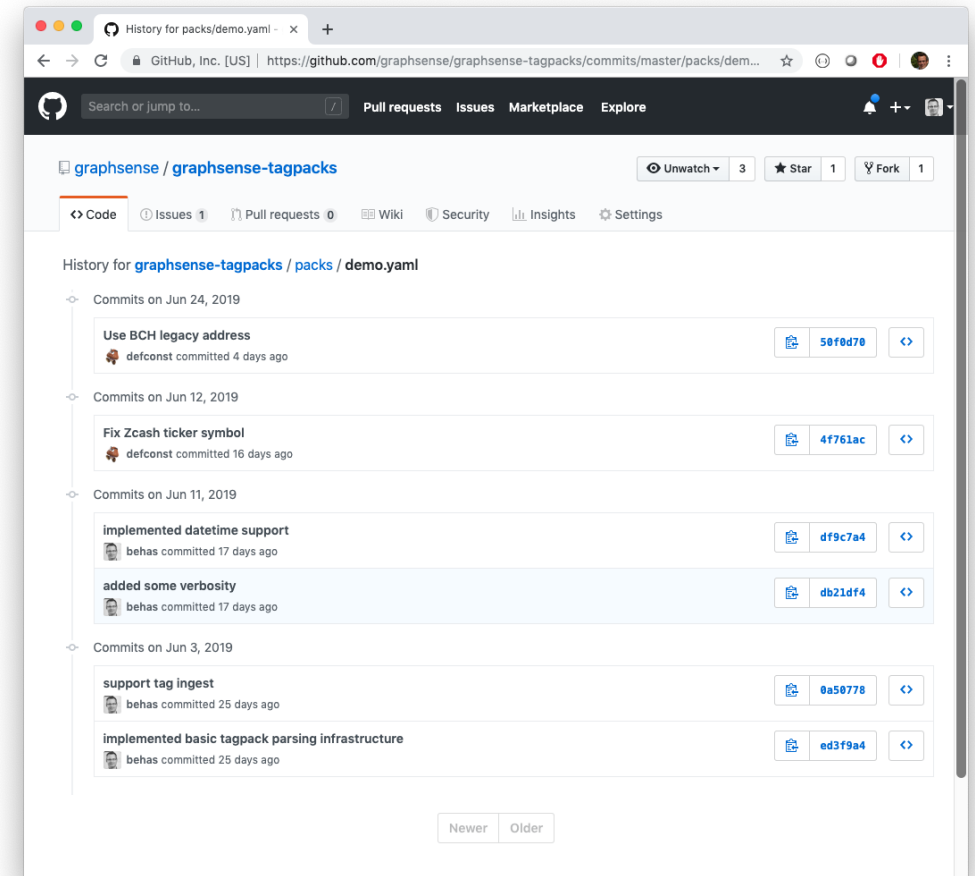 History for packs/demo.yaml -
GitHub, Inc. [US] | https://github.com/graphsense/graphsense-tagpacks/commits/master/packs/dem...
Search or jump to... / Pull requests Issues Marketplace Explore
graphsense / graphsense-tagpacks Unwatch 3 Star 1 Fork 1
Code Issues 1 Pull requests 0 Wiki Security Insights Settings
History for graphsense-tagpacks / packs / demo.yaml
Commits on Jun 24, 2019
Use BCH legacy address
defconst committed 4 days ago
50f0d70
Commits on Jun 12, 2019
Fix Zcash ticker symbol
defconst committed 16 days ago
4f761ac
Commits on Jun 11, 2019
implemented datetime support
behas committed 17 days ago
df9c7a4
added some verbosity
behas committed 17 days ago
db21df4
Commits on Jun 3, 2019
support tag ingest
behas committed 25 days ago
0a50778
implemented basic tagpack parsing infrastructure
behas committed 25 days ago
ed3f9a4
Newer Older